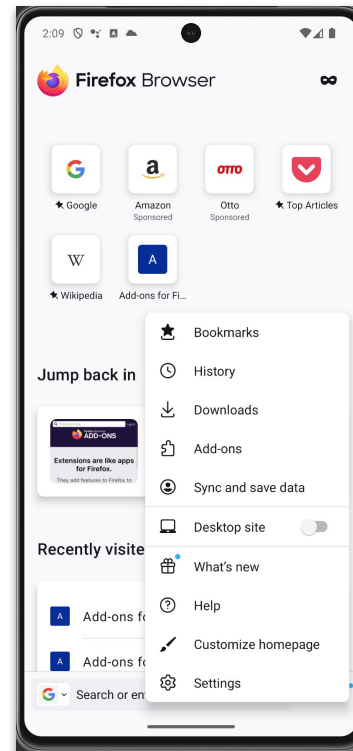 2:09
Firefox Browser
a
OTTO
Google
Amazon
Sponsored
Otto
Sponsored
Top Articles
W
A
Wikipedia
Add-ons for Fi...
Bookmarks
History
Downloads
Add-ons
Sync and save data
Desktop site
What's new
Help
Customize homepage
Settings
Jump back in
Firefox Browser
ADD-ONS
Extensions are like apps
for Firefox.
They add features to Firefox to
Recently visite
A Add-ons fo
A Add-ons fo
G Search or en